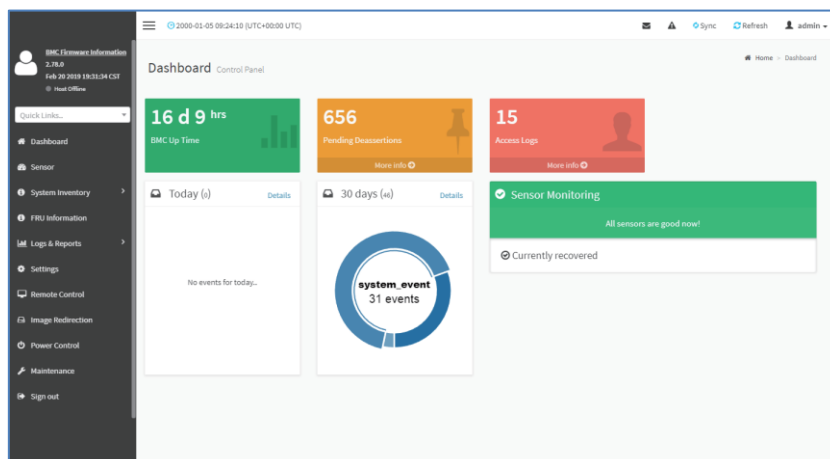 2000-01-05 09:24:10 (UTC+00:00 UTC)
Sync
Refresh
admin
BMC Firmware Information
2.78.0
Feb 20 2019 19:31:34 CST
Host Offline
Quick Links...
Dashboard
Sensor
System Inventory
FRU Information
Logs & Reports
Settings
Remote Control
Image Redirection
Power Control
Maintenance
Sign out
Dashboard Control Panel
Home > Dashboard
16 d 9 hrs
BMC Up Time
656
Pending Deassertions
More info
15
Access Logs
More info
Today (0)
Details
No events for today...
30 days (46)
Details
system_event
31 events
Sensor Monitoring
All sensors are good now!
Currently recovered